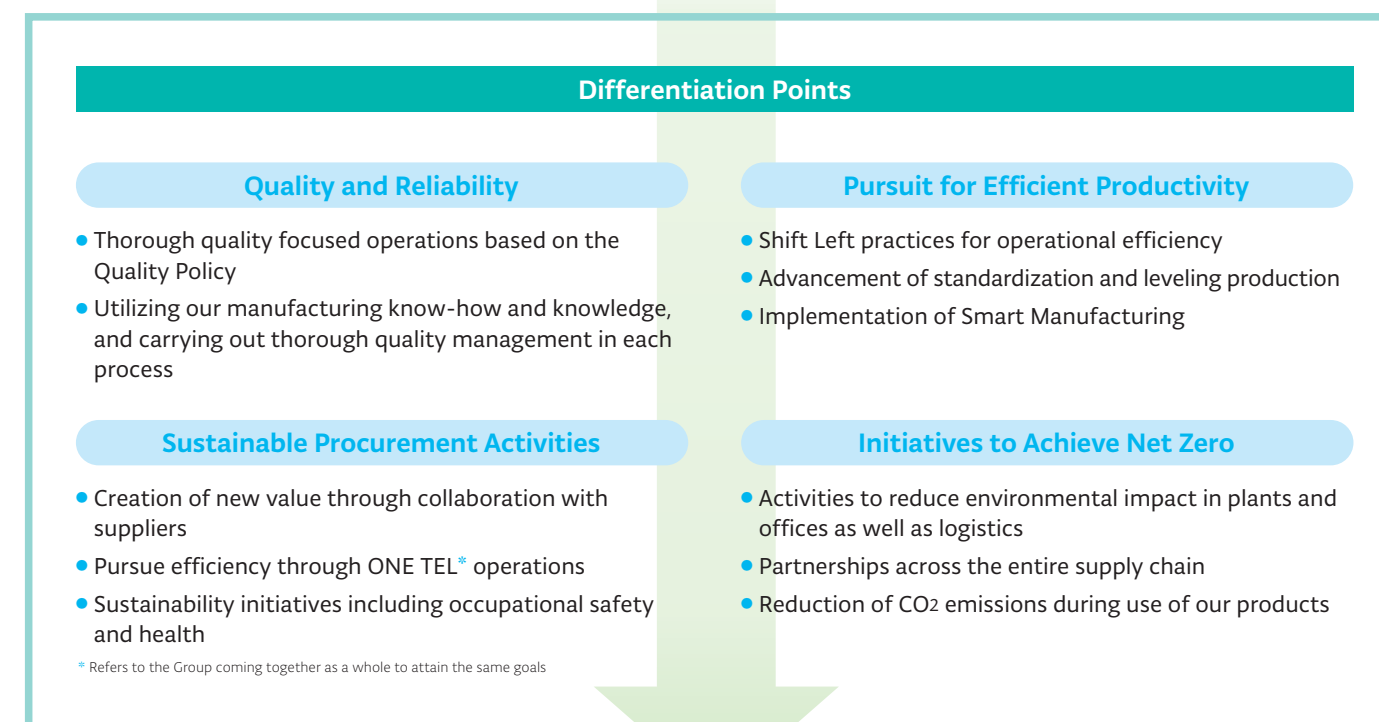 Differentiation Points
Quality and Reliability
• Thorough quality focused operations based on the
Quality Policy
• Utilizing our manufacturing know-how and knowledge,
and carrying out thorough quality management in each
process
Pursuit for Efficient Productivity
• Shift Left practices for operational efficiency
• Advancement of standardization and leveling production
• Implementation of Smart Manufacturing
Sustainable Procurement Activities
• Creation of new value through collaboration with
suppliers
• Pursue efficiency through ONE TEL* operations
• Sustainability initiatives including occupational safety
and health
* Refers to the Group coming together as a whole to attain the same goals
Initiatives to Achieve Net Zero
• Activities to reduce environmental impact in plants and
offices as well as logistics
• Partnerships across the entire supply chain
• Reduction of CO2 emissions during use of our products